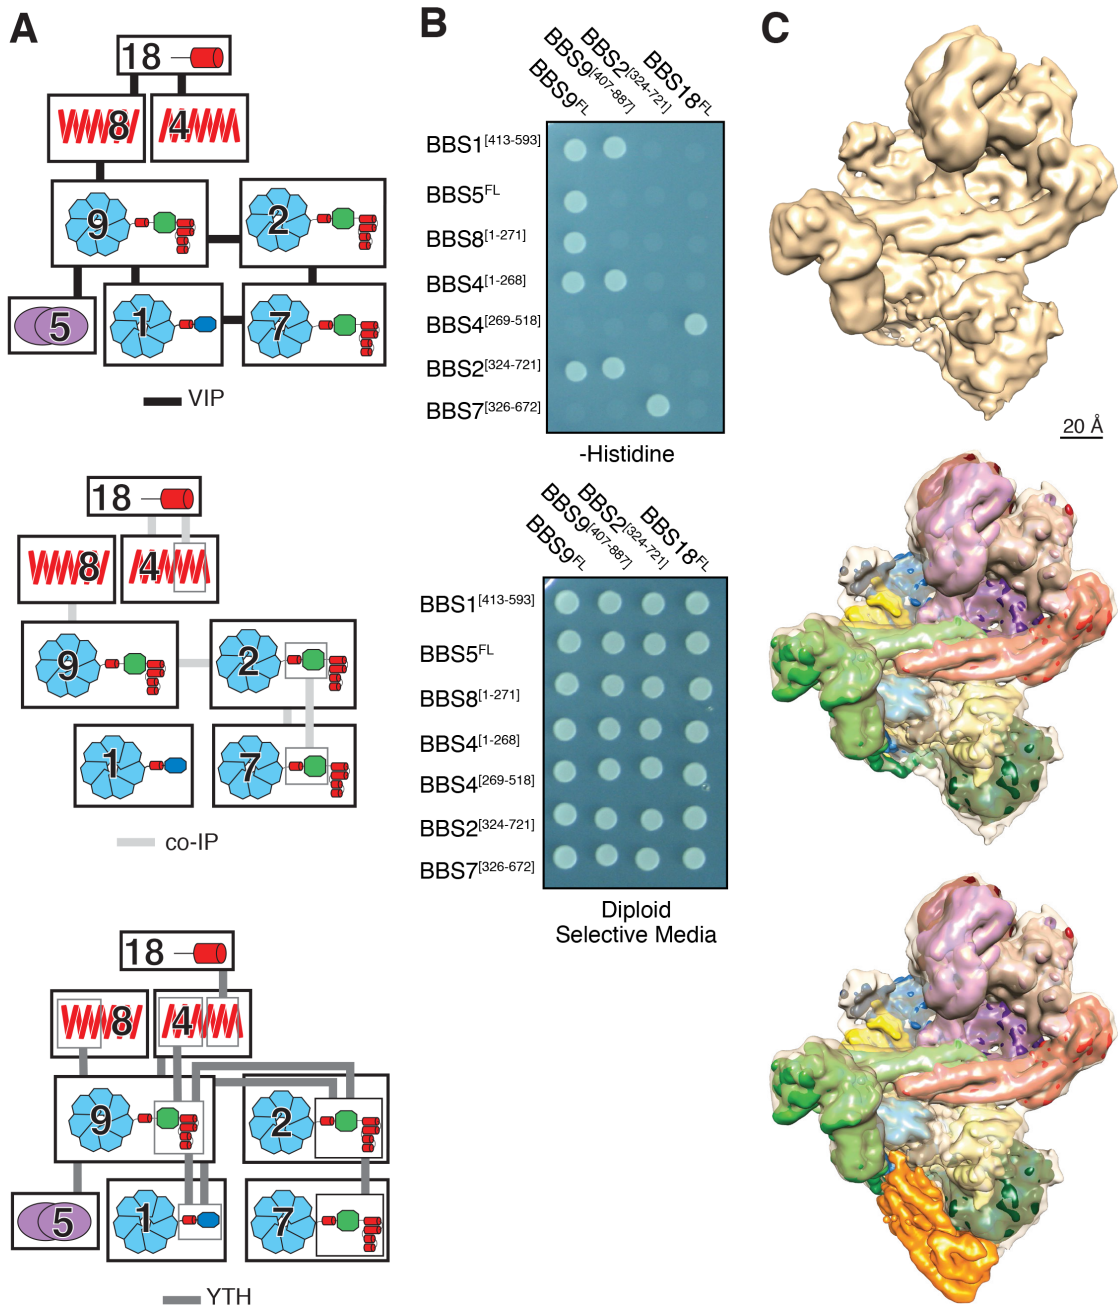 A
18
8
4
9
2
5
1
7
VIP
18
8
4
9
2
1
7
co-IP
18
8
4
9
2
5
1
7
YTH
B
BBS9FL
BBS9[407-887]
BBS2[324-721]
BBS18FL
BBS1[413-593]
BBS5FL
BBS8[1-271]
BBS4[1-268]
BBS4[269-518]
BBS2[324-721]
BBS7[326-672]
-Histidine
BBS9FL
BBS9[407-887]
BBS2[324-721]
BBS18FL
BBS1[413-593]
BBS5FL
BBS8[1-271]
BBS4[1-268]
BBS4[269-518]
BBS2[324-721]
BBS7[326-672]
Diploid
Selective Media
C
20 Å